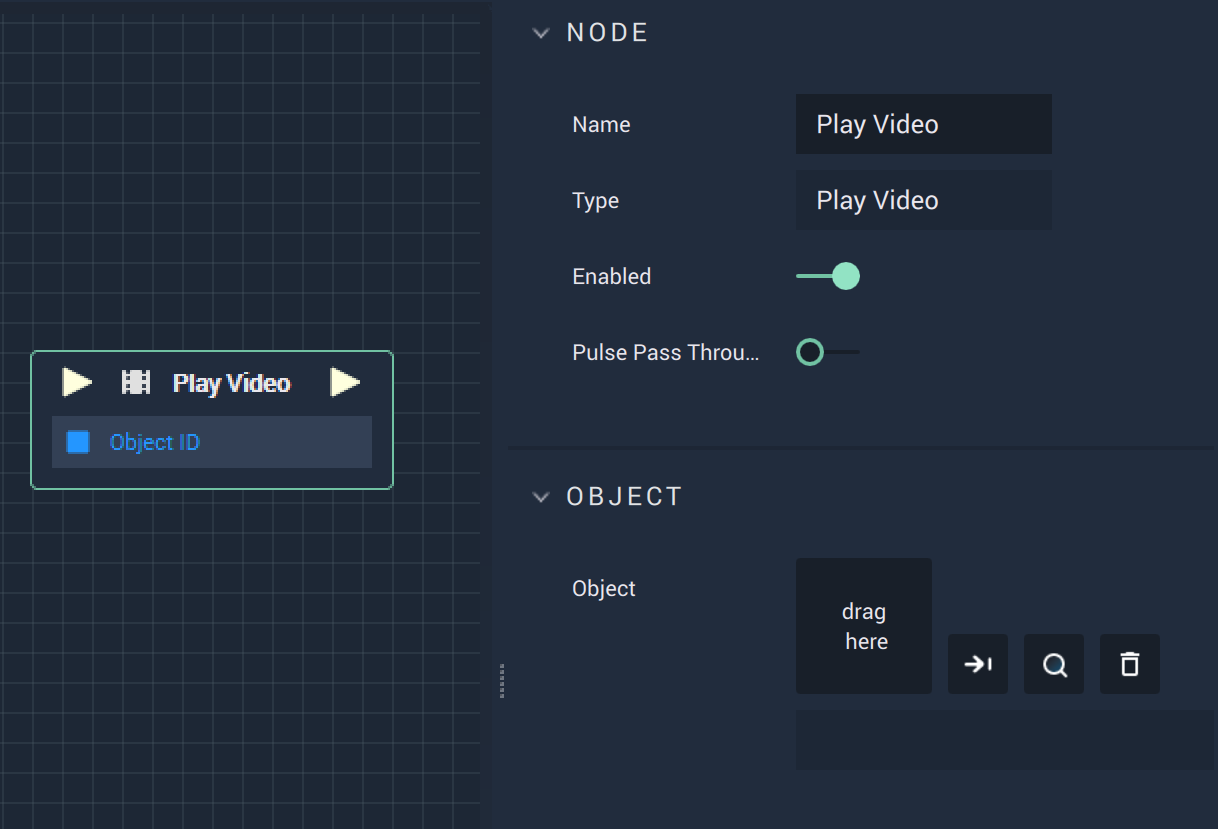 NODE
Name
Play Video
Type
Play Video
Enabled
Pulse Pass Throu...
Play Video
Object ID
OBJECT
Object
drag
here